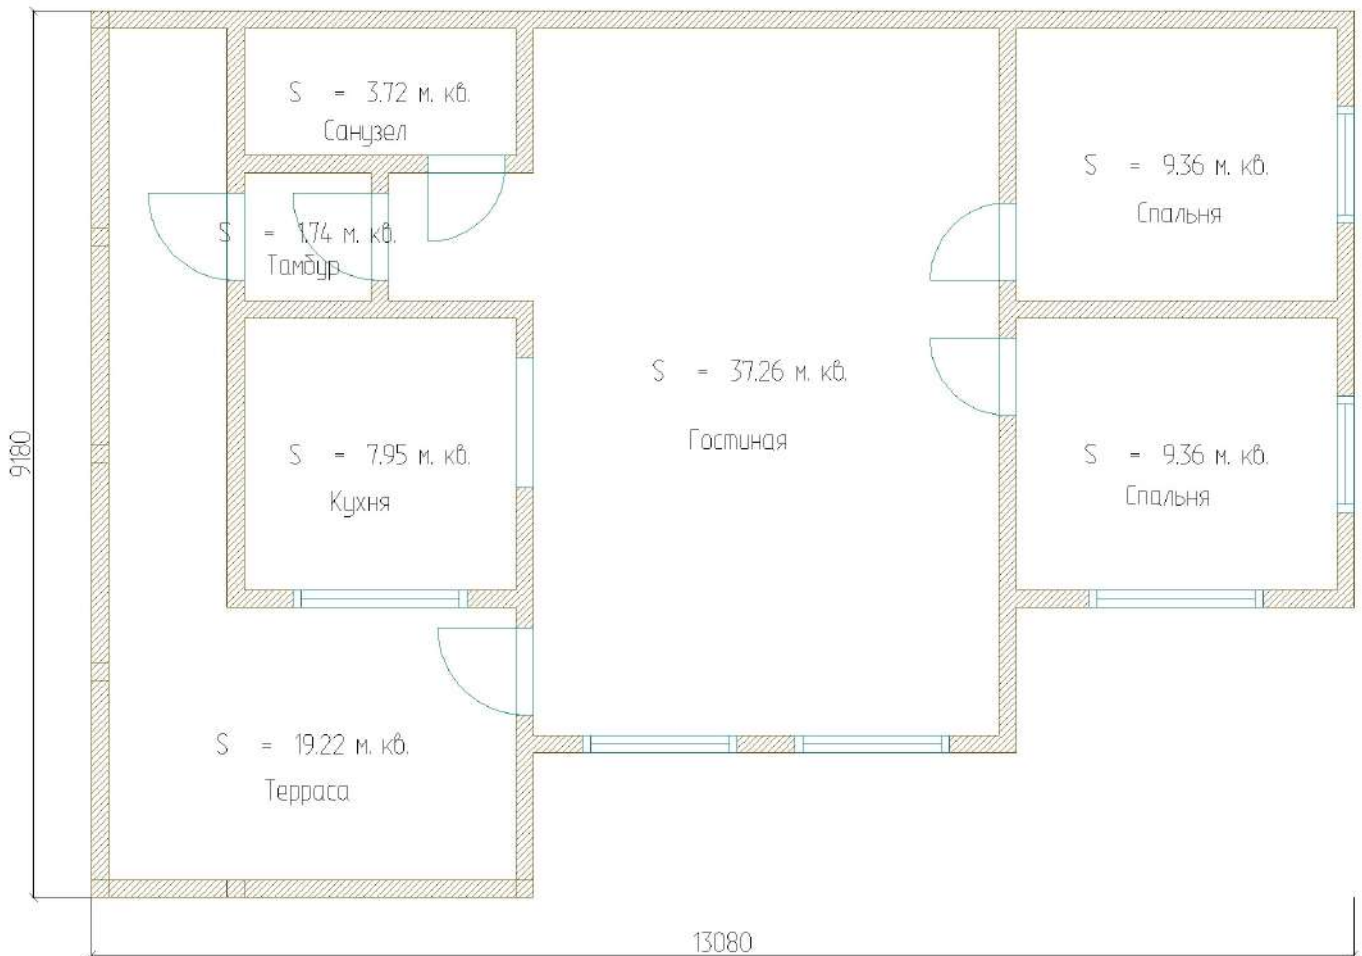 S = 3.72 м. кв.
Санузел
S = 9.36 м. кв.
Спальня
S = 1.74 м. кв.
Тамбур
S = 37.26 м. кв.
Гостиная
S = 7.95 м. кв.
Кухня
S = 9.36 м. кв.
Спальня
9180
S = 19.22 м. кв.
Терраса
13080